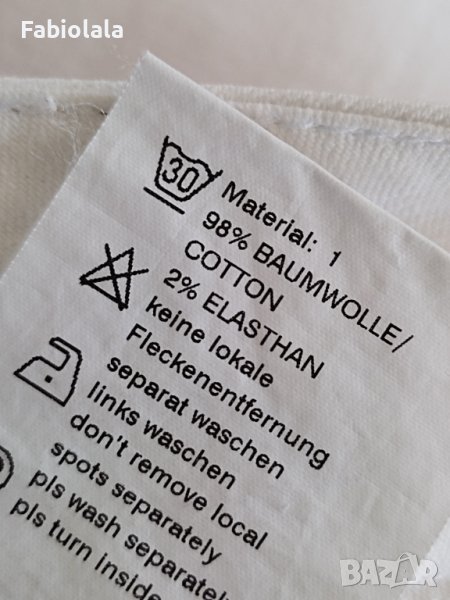 Fabiolala
30
Material: 1
98% BAUMWOLLE/
COTTON
2% ELASTHAN
keine lokale
Fleckenentfernung
separat waschen
links waschen
don't remove local
spots separately
pls wash separately
pls turn inside
BAZAR